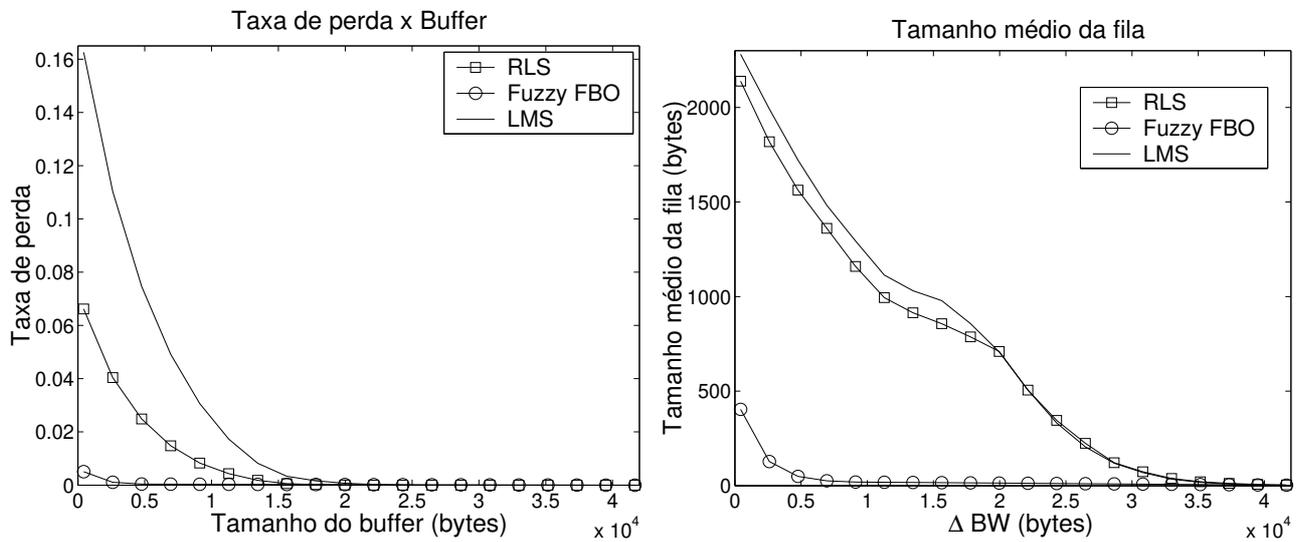 Taxa de perda x Buffer
0.16
0.14
0.12
0.1
0.08
0.06
0.04
0.02
0
Taxa de perda
RLS
Fuzzy FBO
LMS
0 0.5 1 1.5 2 2.5 3 3.5 4
x 10⁴
Tamanho do buffer (bytes)
Tamanho médio da fila
2000
1500
1000
500
0
Tamanho médio da fila (bytes)
RLS
Fuzzy FBO
LMS
0 0.5 1 1.5 2 2.5 3 3.5 4
x 10⁴
Δ BW (bytes)